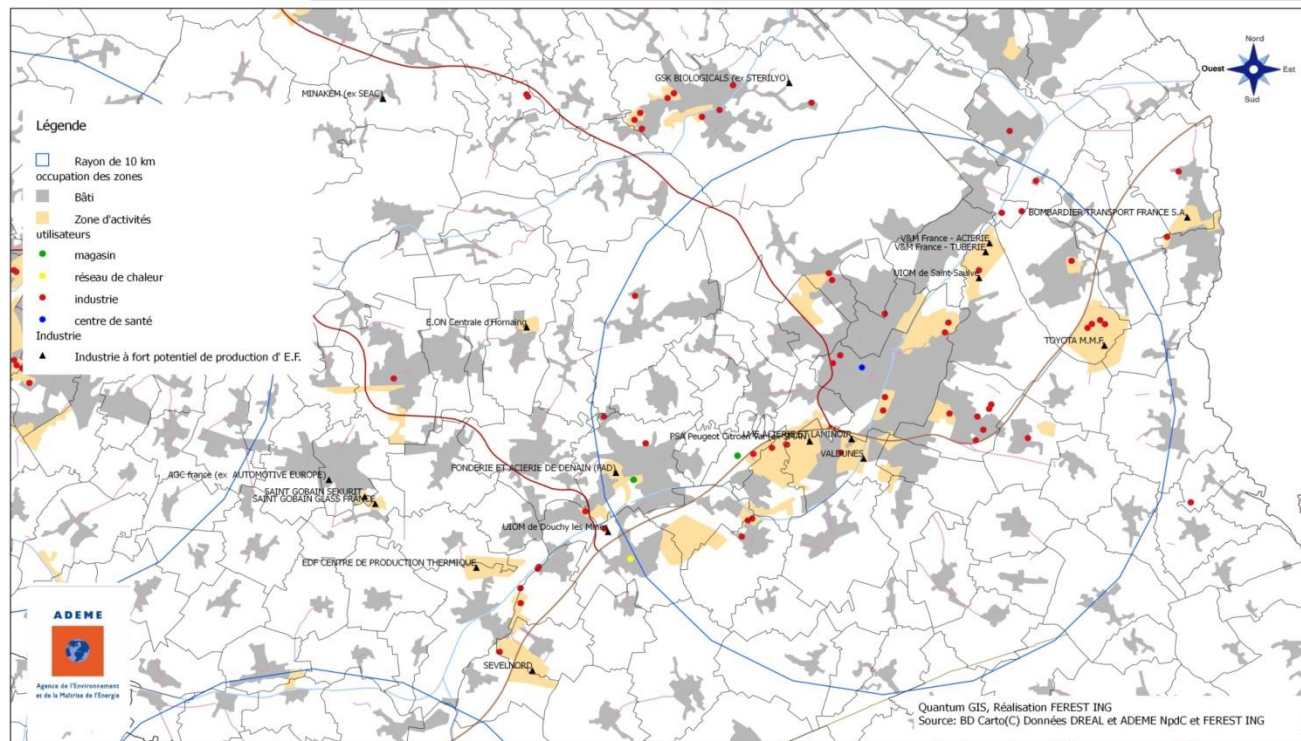 Nord
Ouest
Est
Sud
GSK BIOLOGICALS (ex STERILYO)
MINAKEM (ex SEAC)
Légende
Rayon de 10 km
occupation des zones
Bâti
Zone d'activités
utilisateurs
magasin
réseau de chaleur
industrie
centre de santé
Industrie
Industrie à fort potentiel de production d' E.F.
BOMBARDIER TRANSPORT FRANCE S.A
V&M France - ACIERIE
V&M France - TUBERIE
UIOM de Saint-Saulve
E.ON Centrale d'Hornaing
TOYOTA M.M.F.
PSA Peugeot Citroën
ACIERIE ET LAMINOIR
VALDUNES
FONDERIE ET ACIERIE DE DENAIN (FAD)
AGC france (ex AUTOMOTIVE EUROPE)
SAINT GOBAIN SEKURIT
SAINT GOBAIN GLASS FRANCE
UIOM de Douchy les Mines
EDF CENTRE DE PRODUCTION THERMIQUE
SEVELNORD
ADEME
Agence de l'Environnement
et de la Maîtrise de l'Energie
Quantum GIS, Réalisation FEREST ING
Source: BD Carto(C) Données DREAL et ADEME NpdC et FEREST ING